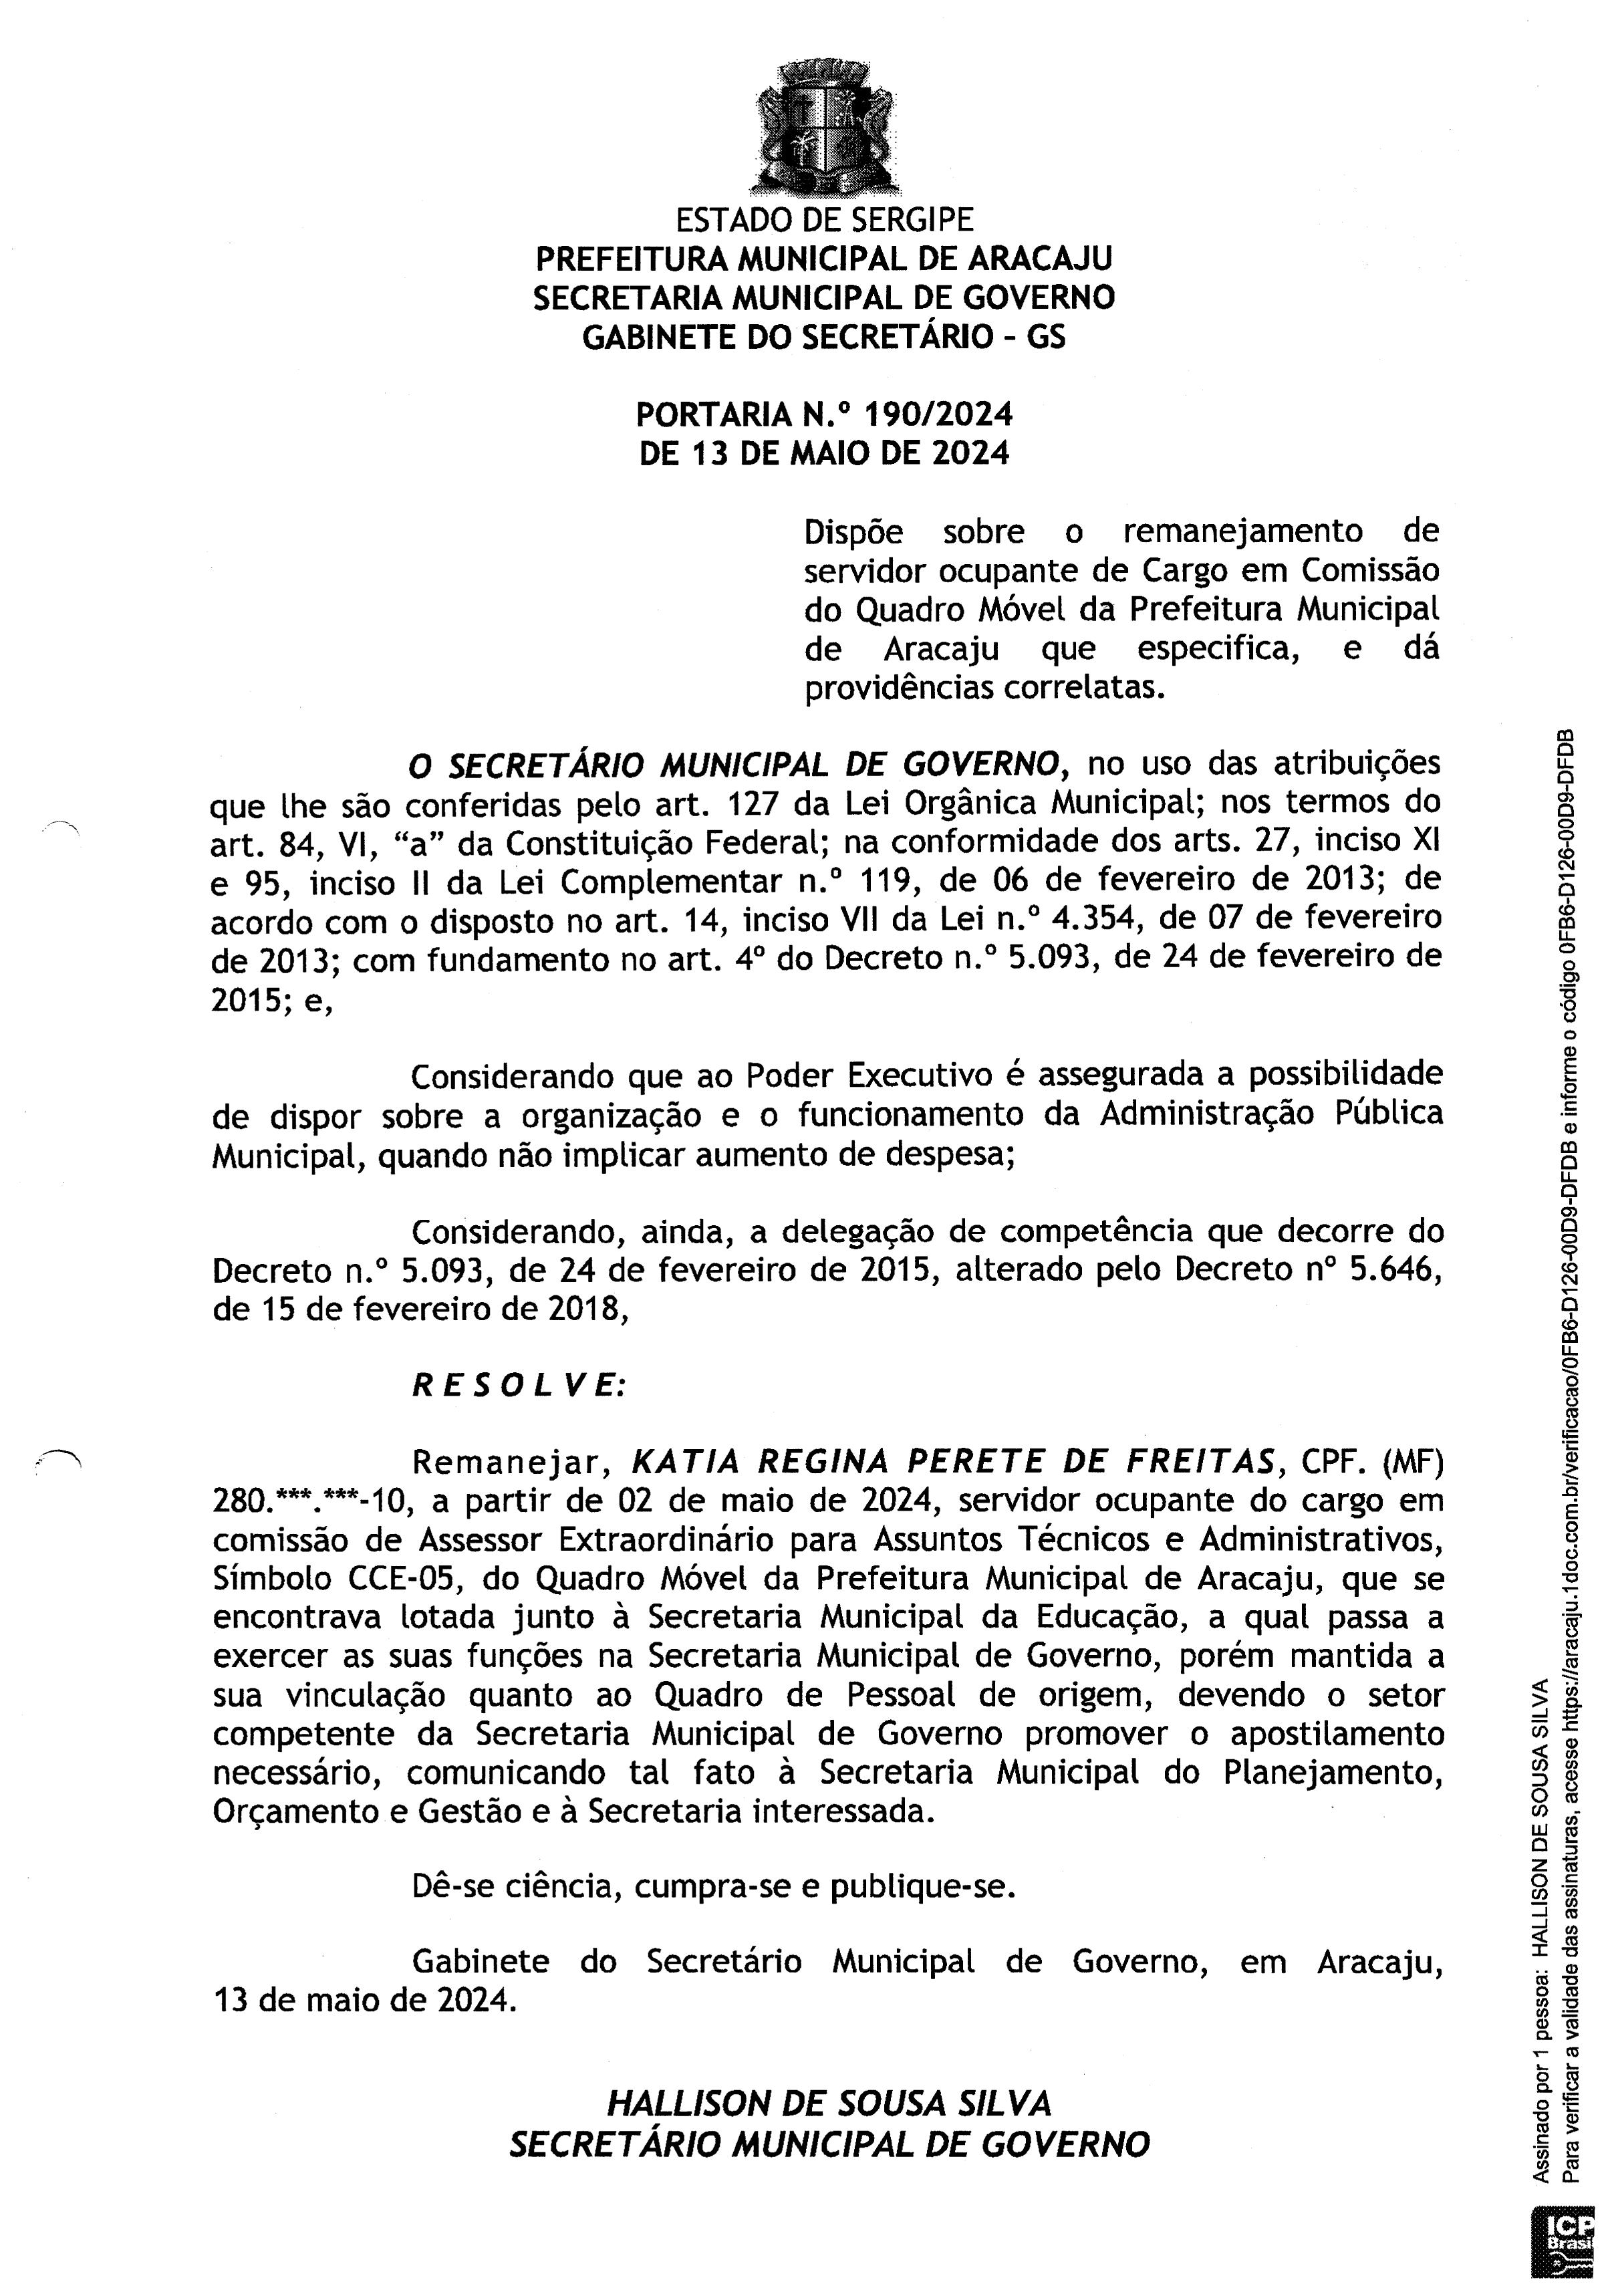 ESTADO DE SERGIPE
PREFEITURA MUNICIPAL DE ARACAJU
SECRETARIA MUNICIPAL DE GOVERNO
GABINETE DO SECRETÁRIO - GS
PORTARIA N.º 190/2024
DE 13 DE MAIO DE 2024
Dispõe sobre o remanejamento de
servidor ocupante de Cargo em Comissão
do Quadro Móvel da Prefeitura Municipal
de Aracaju que especifica, e dá
providências correlatas.
O SECRETÁRIO MUNICIPAL DE GOVERNO, no uso das atribuições
que lhe são conferidas pelo art. 127 da Lei Orgânica Municipal; nos termos do
art. 84, VI, “a” da Constituição Federal; na conformidade dos arts. 27, inciso XI
e 95, inciso II da Lei Complementar n.º 119, de 06 de fevereiro de 2013; de
acordo com o disposto no art. 14, inciso VII da Lei n.º 4.354, de 07 de fevereiro
de 2013; com fundamento no art. 4º do Decreto n.º 5.093, de 24 de fevereiro de
2015; e,
Considerando que ao Poder Executivo é assegurada a possibilidade
de dispor sobre a organização e o funcionamento da Administração Pública
Municipal, quando não implicar aumento de despesa;
Considerando, ainda, a delegação de competência que decorre do
Decreto n.º 5.093, de 24 de fevereiro de 2015, alterado pelo Decreto nº 5.646,
de 15 de fevereiro de 2018,
R E S O L V E:
Remanejar, KATIA REGINA PERETE DE FREITAS, CPF. (MF)
280.***.***-10, a partir de 02 de maio de 2024, servidor ocupante do cargo em
comissão de Assessor Extraordinário para Assuntos Técnicos e Administrativos,
Símbolo CCE-05, do Quadro Móvel da Prefeitura Municipal de Aracaju, que se
encontrava lotada junto à Secretaria Municipal da Educação, a qual passa a
exercer as suas funções na Secretaria Municipal de Governo, porém mantida a
sua vinculação quanto ao Quadro de Pessoal de origem, devendo o setor
competente da Secretaria Municipal de Governo promover o apostilamento
necessário, comunicando tal fato à Secretaria Municipal do Planejamento,
Orçamento e Gestão e à Secretaria interessada.
Dê-se ciência, cumpra-se e publique-se.
Gabinete do Secretário Municipal de Governo, em Aracaju,
13 de maio de 2024.
HALLISON DE SOUSA SILVA
SECRETÁRIO MUNICIPAL DE GOVERNO
Assinado por 1 pessoa: HALLISON DE SOUSA SILVA
Para verificar a validade das assinaturas, acesse https://aracaju.1doc.com.br/verificacao/0FB6-D126-00D9-DFDB e informe o código 0FB6-D126-00D9-DFDB
ICP
Brasil